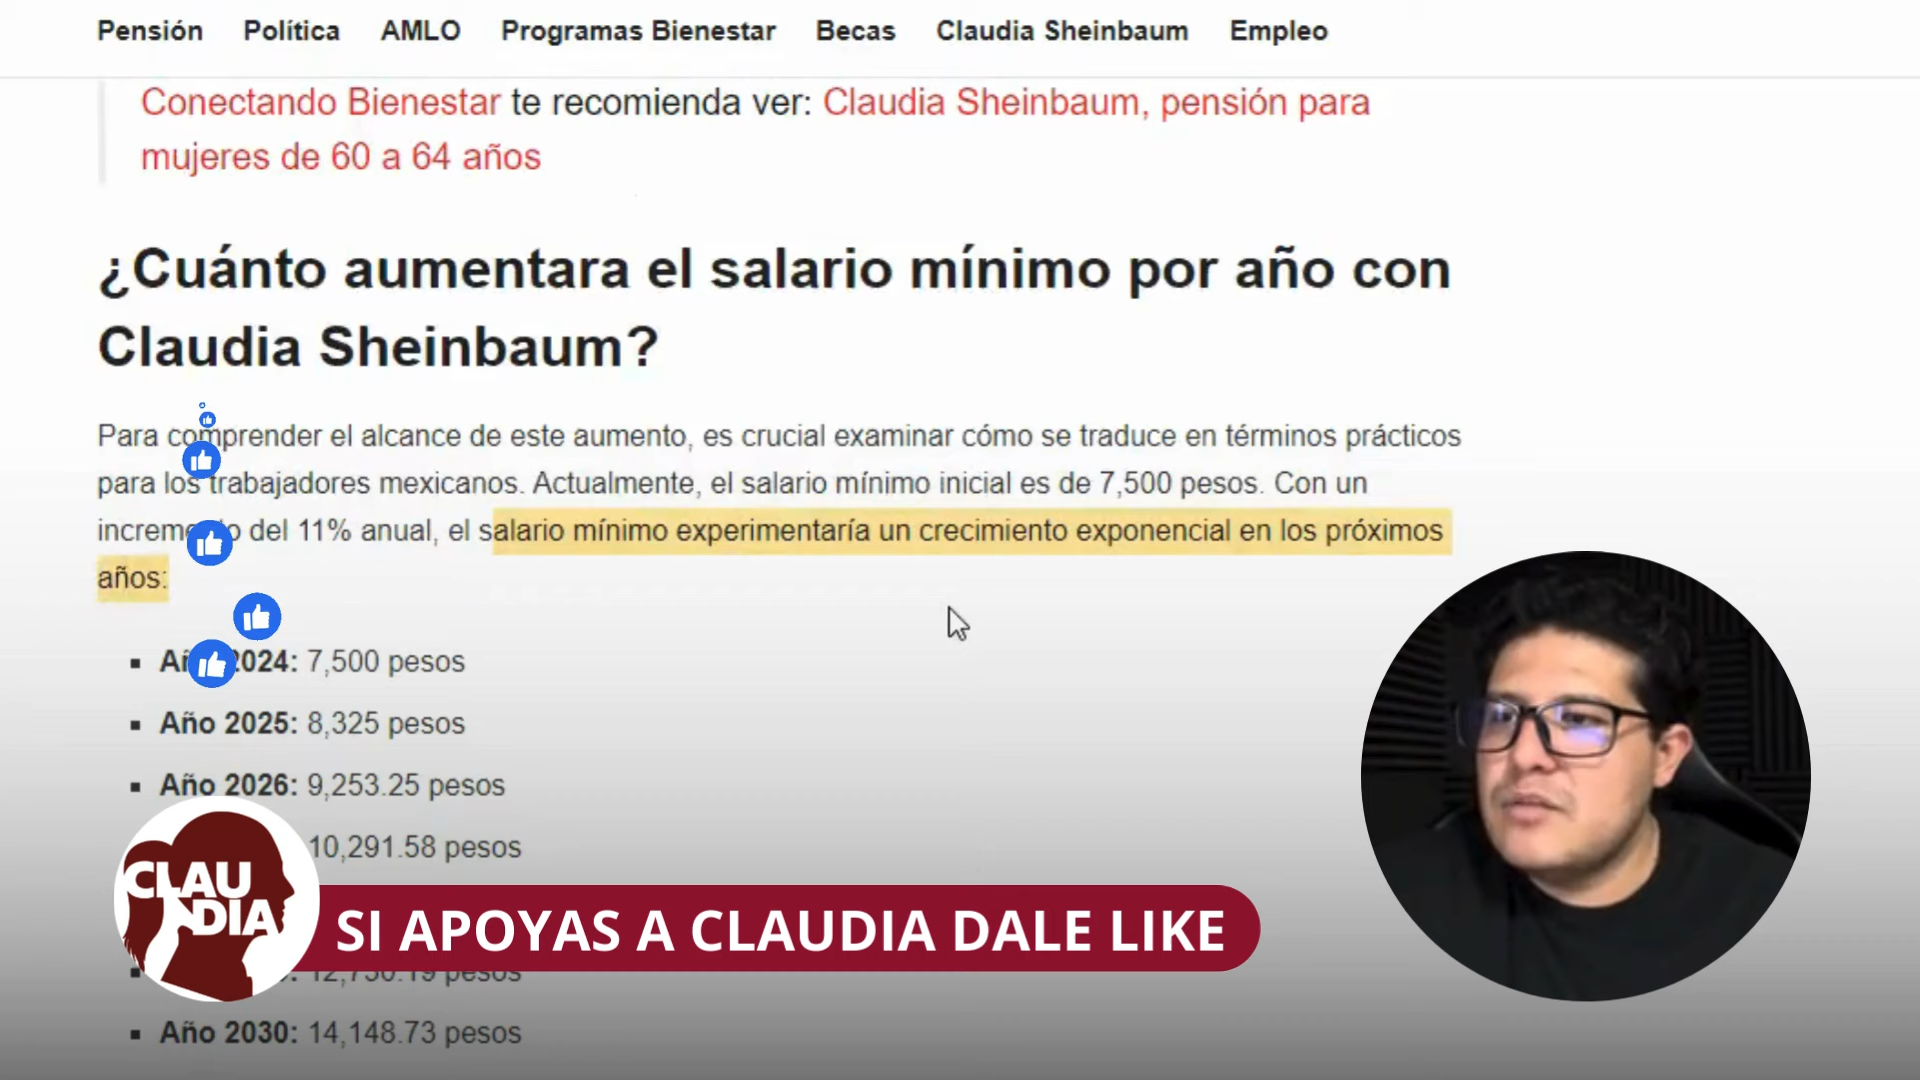 Pensión Política AMLO Programas Bienestar Becas Claudia Sheinbaum Empleo
Conectando Bienestar te recomienda ver: Claudia Sheinbaum, pensión para
mujeres de 60 a 64 años
¿Cuánto aumentara el salario mínimo por año con
Claudia Sheinbaum?
Para comprender el alcance de este aumento, es crucial examinar cómo se traduce en términos prácticos
para los trabajadores mexicanos. Actualmente, el salario mínimo inicial es de 7,500 pesos. Con un
del 11% anual, el salario mínimo experimentaría un crecimiento exponencial en los próximos
años:
2024: 7,500 pesos
Año 2025: 8,325 pesos
Año 2026: 9,253.25 pesos
10,291.58 pesos
CLAU
DIA
SI APOYAS A CLAUDIA DALE LIKE
pesos
Año 2030: 14,148.73 pesos